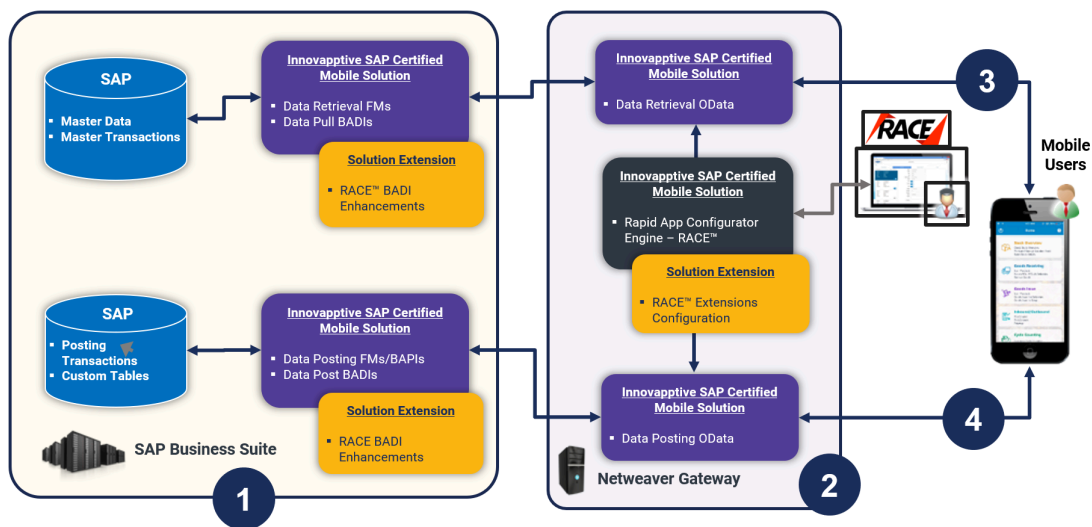 SAP
▪ Master Data
▪ Master Transactions
Innovapptive SAP Certified
Mobile Solution
▪ Data Retrieval FMs
▪ Data Pull BADIs
Solution Extension
▪ RACE™ BADI
Enhancements
SAP
▪ Posting
Transactions
▪ Custom Tables
Innovapptive SAP Certified
Mobile Solution
▪ Data Posting FMs/BAPIs
▪ Data Post BADIs
Solution Extension
▪ RACE BADI
Enhancements
SAP Business Suite
1
Innovapptive SAP Certified
Mobile Solution
▪ Data Retrieval OData
Innovapptive SAP Certified
Mobile Solution
▪ Rapid App Configurator
Engine – RACE™
Solution Extension
▪ RACE™ Extensions
Configuration
Innovapptive SAP Certified
Mobile Solution
▪ Data Posting OData
Netweaver Gateway
2
3
RACE
Mobile
Users
4